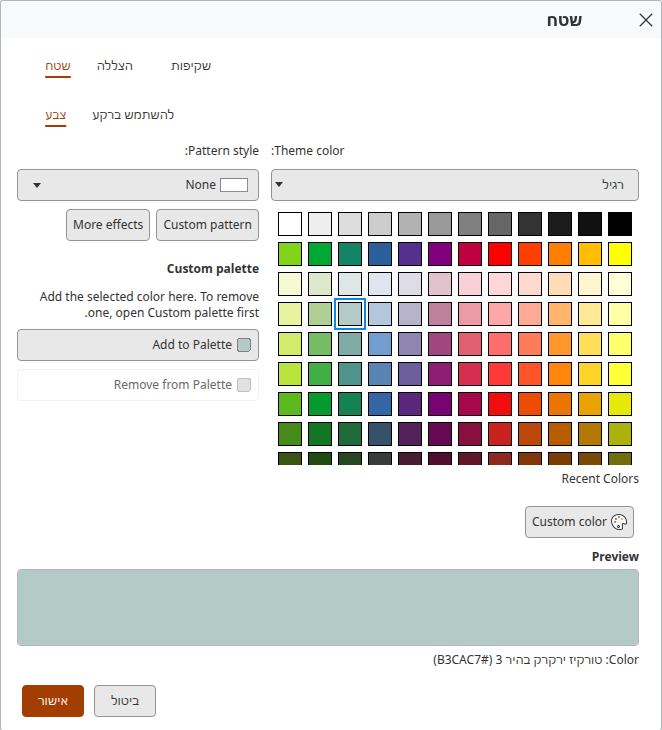 שטח
שקיפות הצללה שטח
להשתמש ברקע צבע
Theme color:
רגיל
Pattern style:
None
Custom pattern More effects
Custom palette
Add the selected color here. To remove
one, open Custom palette first.
Add to Palette
Remove from Palette
Recent Colors
Custom color
Preview
Color: טורקיז ירקרק בהיר 3 (#B3CAC7)
ביטול אישור